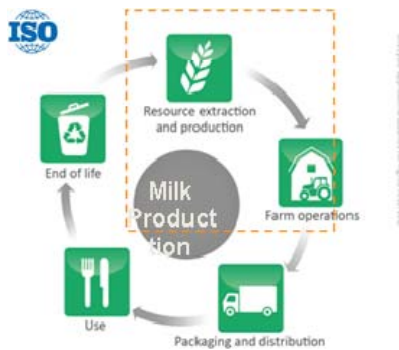 ISO
Resource extraction
and production
Farm operations
Packaging and distribution
Use
End of life
Milk
Product
tion